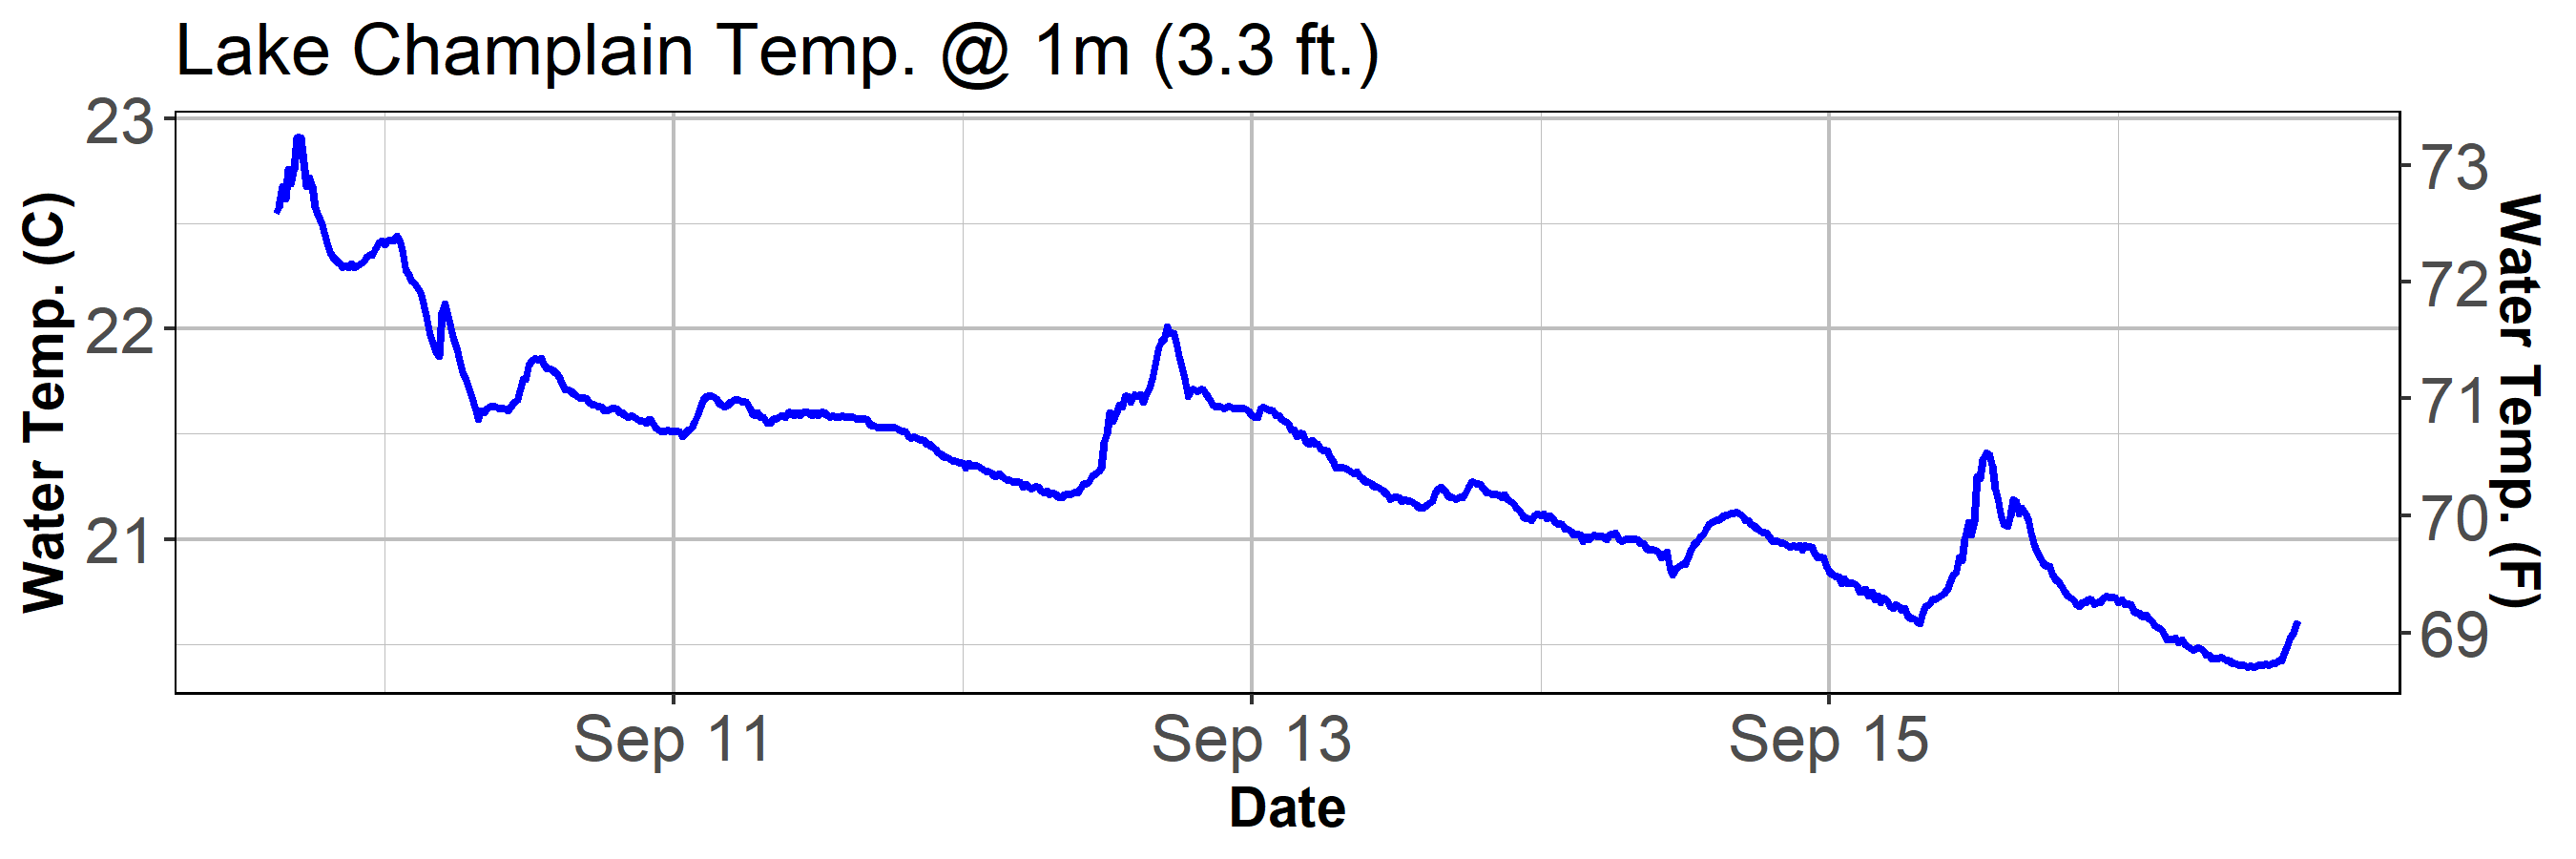 Lake Champlain Temp. @ 1m (3.3 ft.)
23
22
21
Water Temp. (C)
73
72
71
70
69
Water Temp. (F)
Sep 11
Sep 13
Sep 15
Date